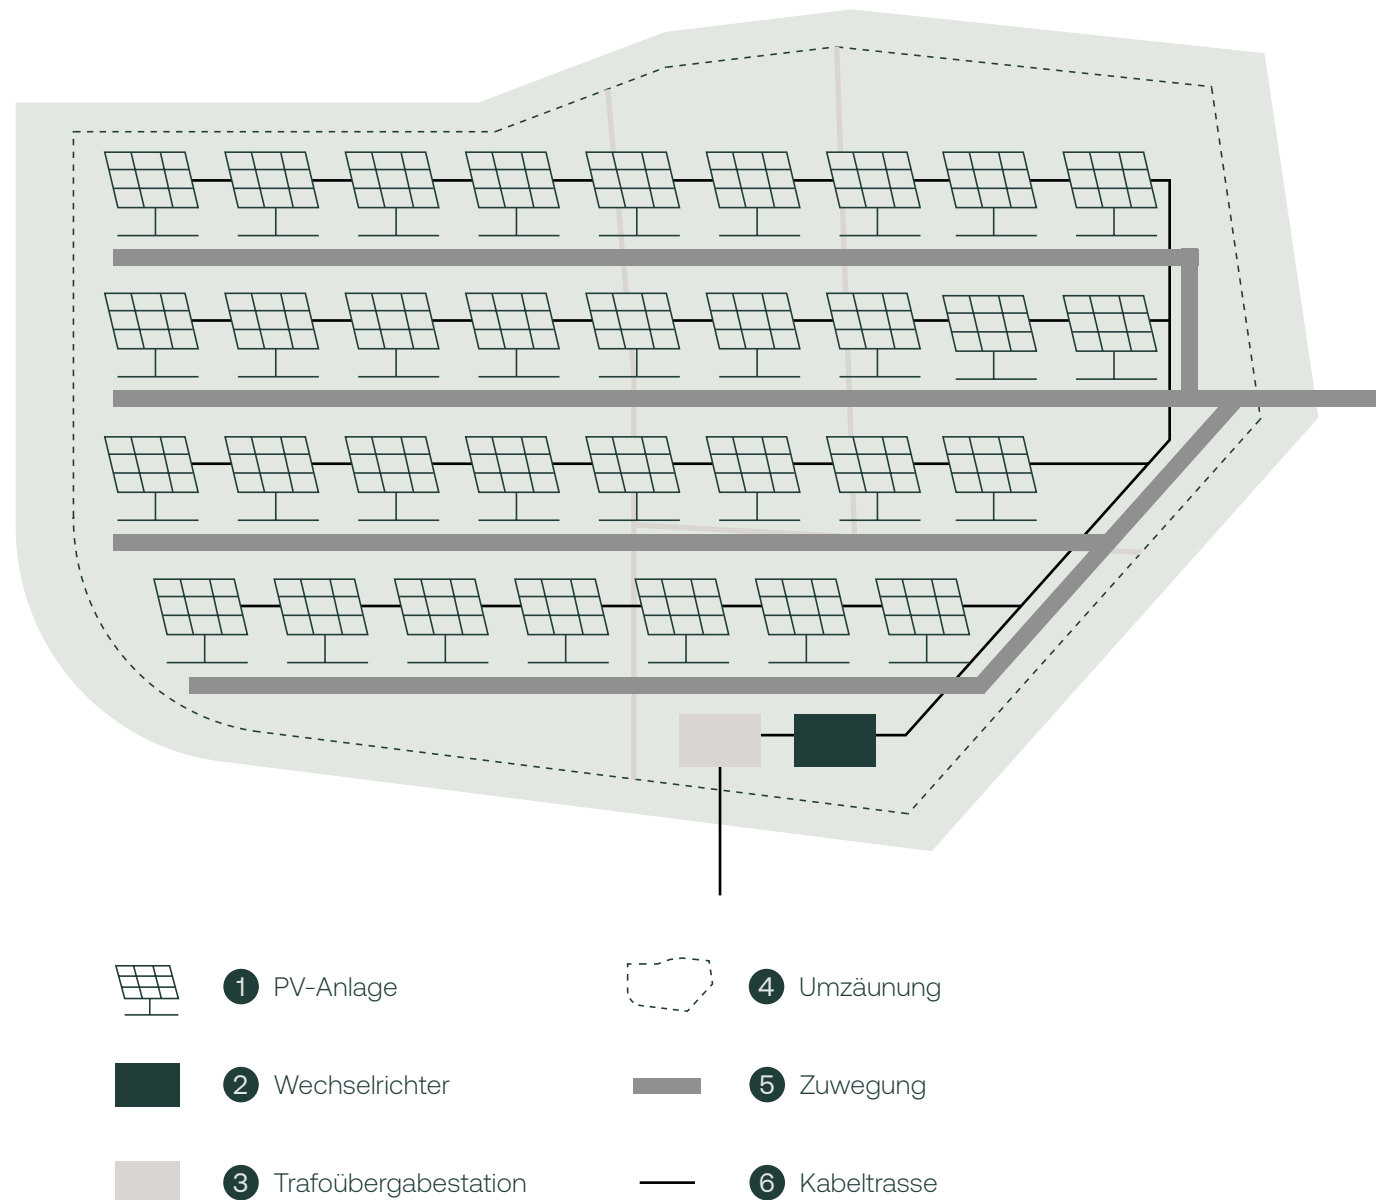 1 PV-Anlage
4 Umzäunung
2 Wechselrichter
5 Zuwegung
3 Trafoübergabestation
6 Kabeltrasse